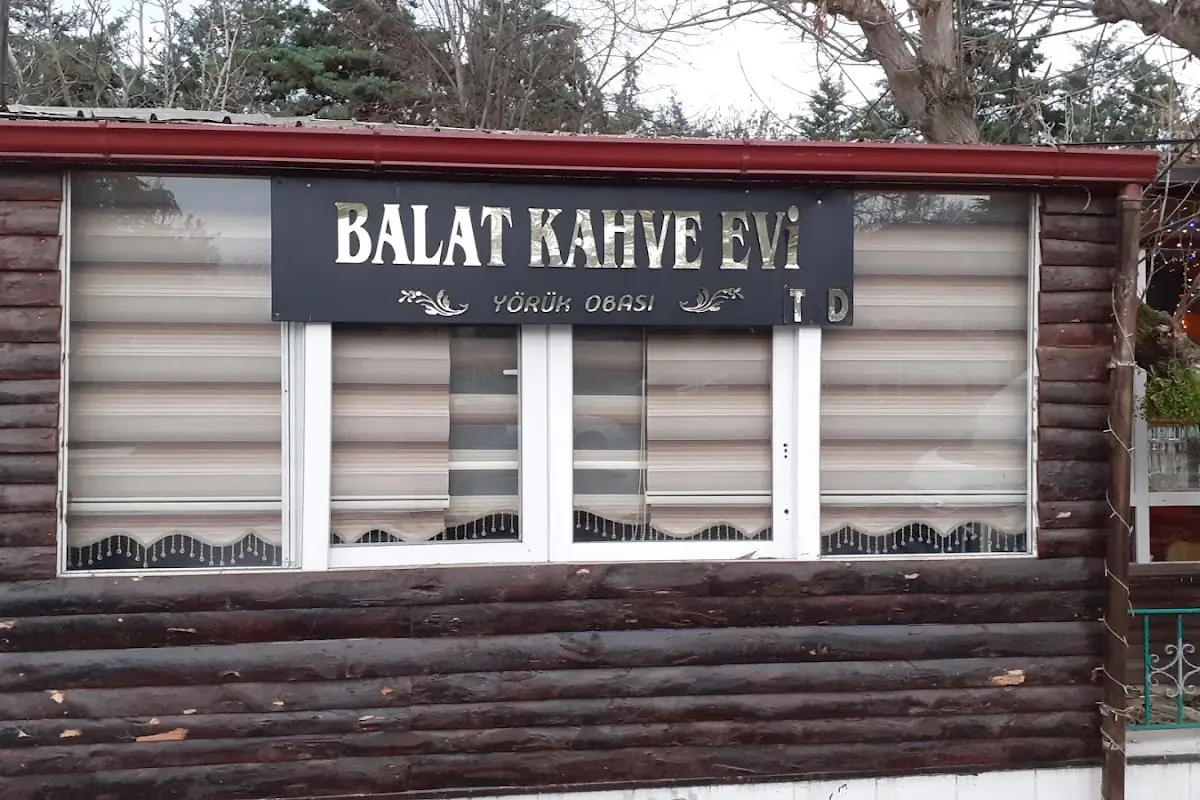 BALAT KAHVE EVİ
YÖRÜK OBASI
T D